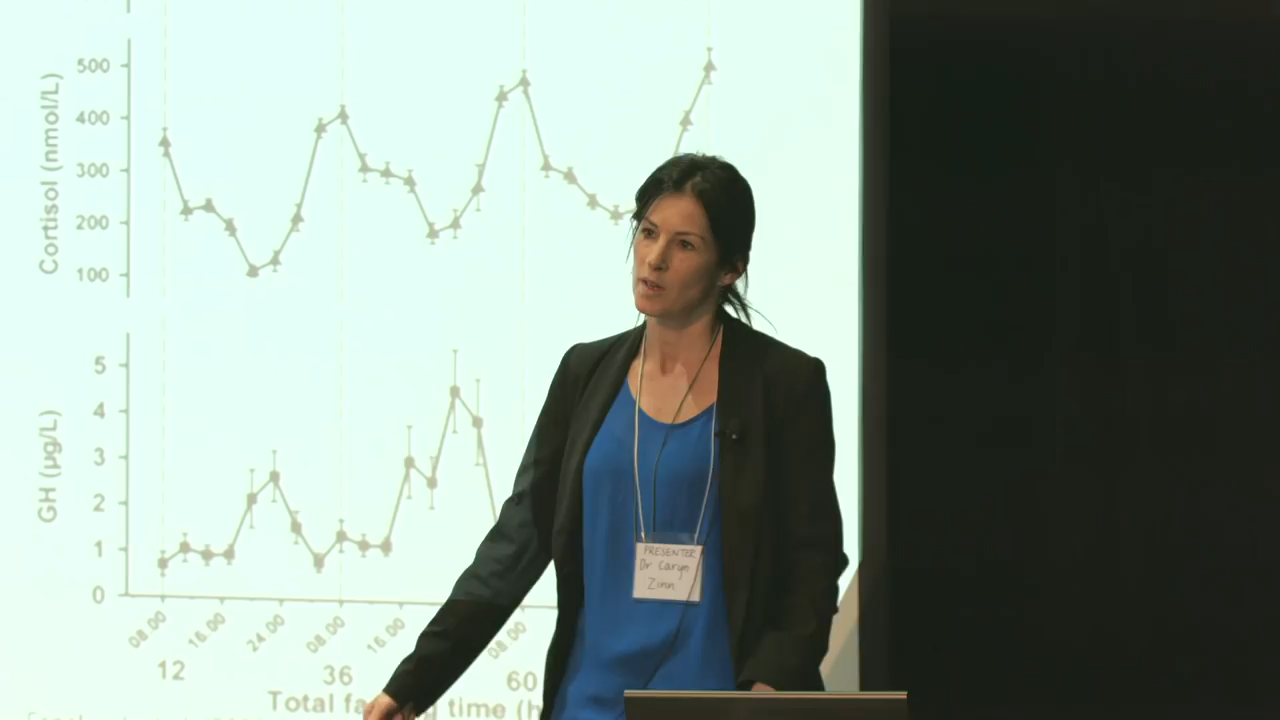 Cortisol (nmol/L)
500
400
300
200
100
GH (µg/L)
5
4
3
2
1
0
08.00 16.00 24.00 08.00 16.00 08.00
12 36 60
Total time (h
PRESENTER
Dr Caryn
Zinn